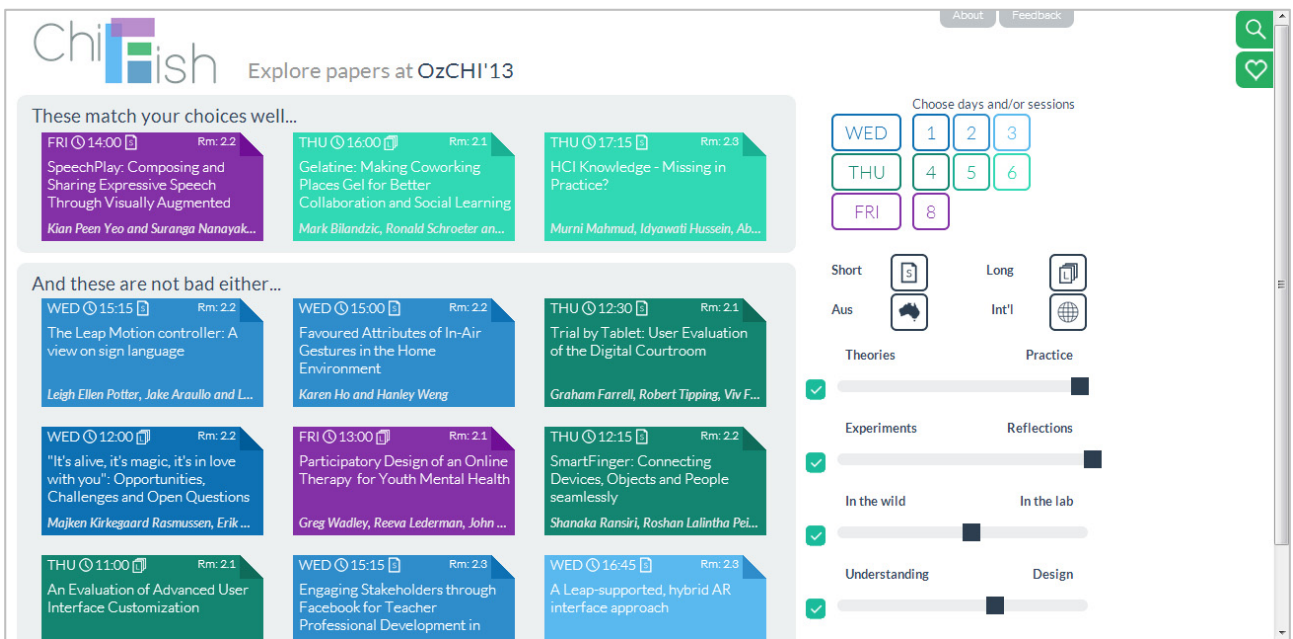 About Feedback
Chi Fish Explore papers at OzCHI'13
These match your choices well...
FRI 14:00 S Rm: 2.2
SpeechPlay: Composing and
Sharing Expressive Speech
Through Visually Augmented
Kian Peen Yeo and Suranga Nanayak...
THU 16:00 L Rm: 2.1
Gelatine: Making Coworking
Places Gel for Better
Collaboration and Social Learning
Mark Bilandzic, Ronald Schroeter an...
THU 17:15 S Rm: 2.3
HCI Knowledge - Missing in
Practice?
Murni Mahmud, Idyawati Hussein, Ab...
And these are not bad either...
WED 15:15 S Rm: 2.2
The Leap Motion controller: A
view on sign language
Leigh Ellen Potter, Jake Araullo and L...
WED 15:00 S Rm: 2.2
Favoured Attributes of In-Air
Gestures in the Home
Environment
Karen Ho and Hanley Weng
THU 12:30 S Rm: 2.1
Trial by Tablet: User Evaluation
of the Digital Courtroom
Graham Farrell, Robert Tipping, Viv F...
WED 12:00 L Rm: 2.2
"It's alive, it's magic, it's in love
with you": Opportunities,
Challenges and Open Questions
Majken Kirkegaard Rasmussen, Erik ...
FRI 13:00 L Rm: 2.1
Participatory Design of an Online
Therapy for Youth Mental Health
Greg Wadley, Reeva Lederman, John ...
THU 12:15 S Rm: 2.2
SmartFinger: Connecting
Devices, Objects and People
seamlessly
Shanaka Ransiri, Roshan Lalintha Pei...
THU 11:00 L Rm: 2.1
An Evaluation of Advanced User
Interface Customization
WED 15:15 S Rm: 2.3
Engaging Stakeholders through
Facebook for Teacher
Professional Development in
WED 16:45 S Rm: 2.3
A Leap-supported, hybrid AR
interface approach
Choose days and/or sessions
WED 1 2 3
THU 4 5 6
FRI 8
Short S Long L
Aus Int'l
Theories Practice
Experiments Reflections
In the wild In the lab
Understanding Design